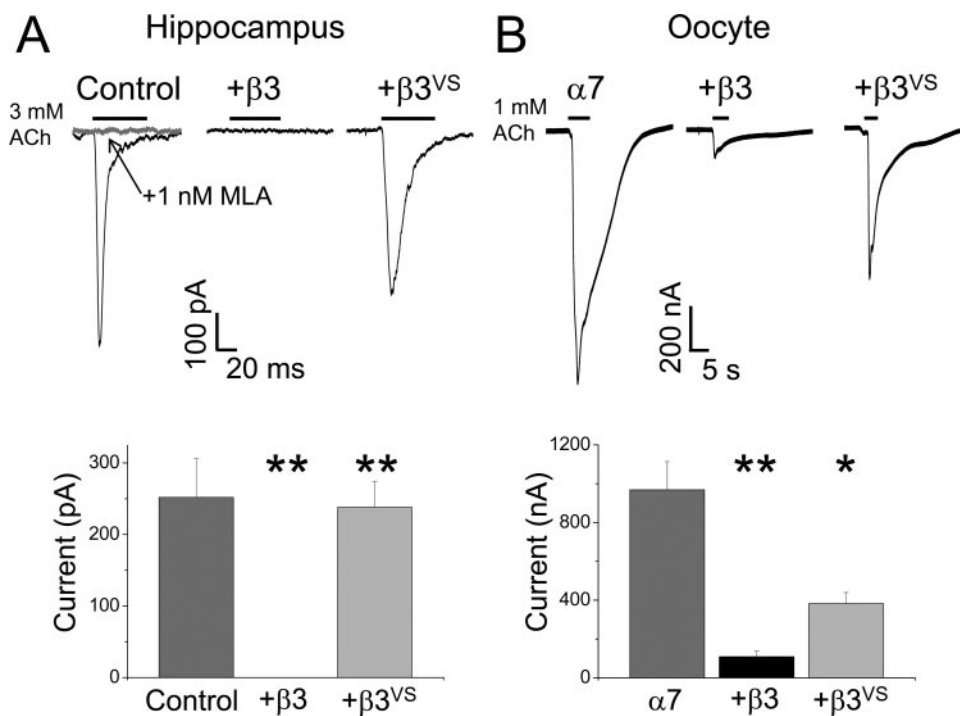 A Hippocampus
Control +β3 +β3VS
3 mM
ACh
+1 nM MLA
100 pA
20 ms
Current (pA)
300
200
100
0
** **
Control +β3 +β3VS
B Oocyte
α7 +β3 +β3VS
1 mM
ACh
200 nA
5 s
Current (nA)
1200
800
400
0
** *
α7 +β3 +β3VS